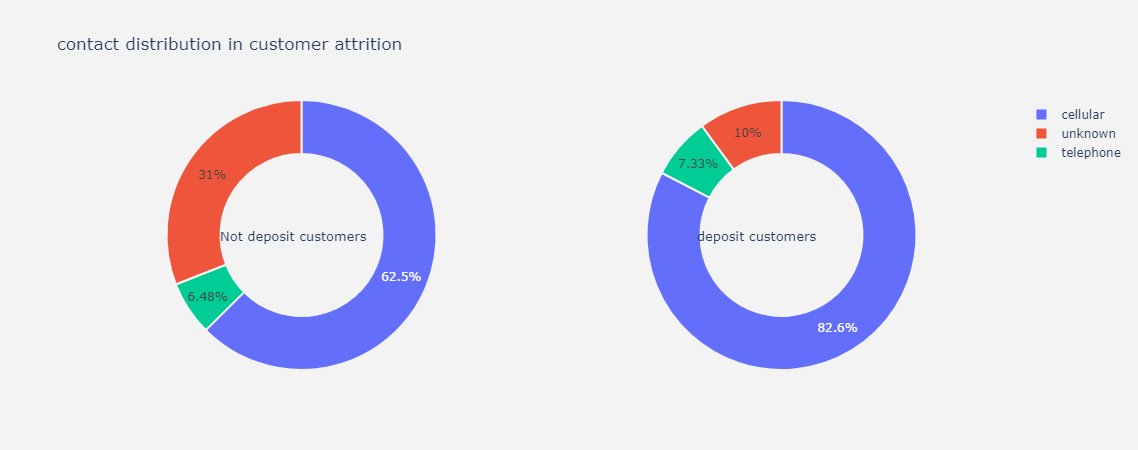 contact distribution in customer attrition
31%
Not deposit customers
62.5%
6.48%
10%
7.33%
deposit customers
82.6%
cellular
unknown
telephone